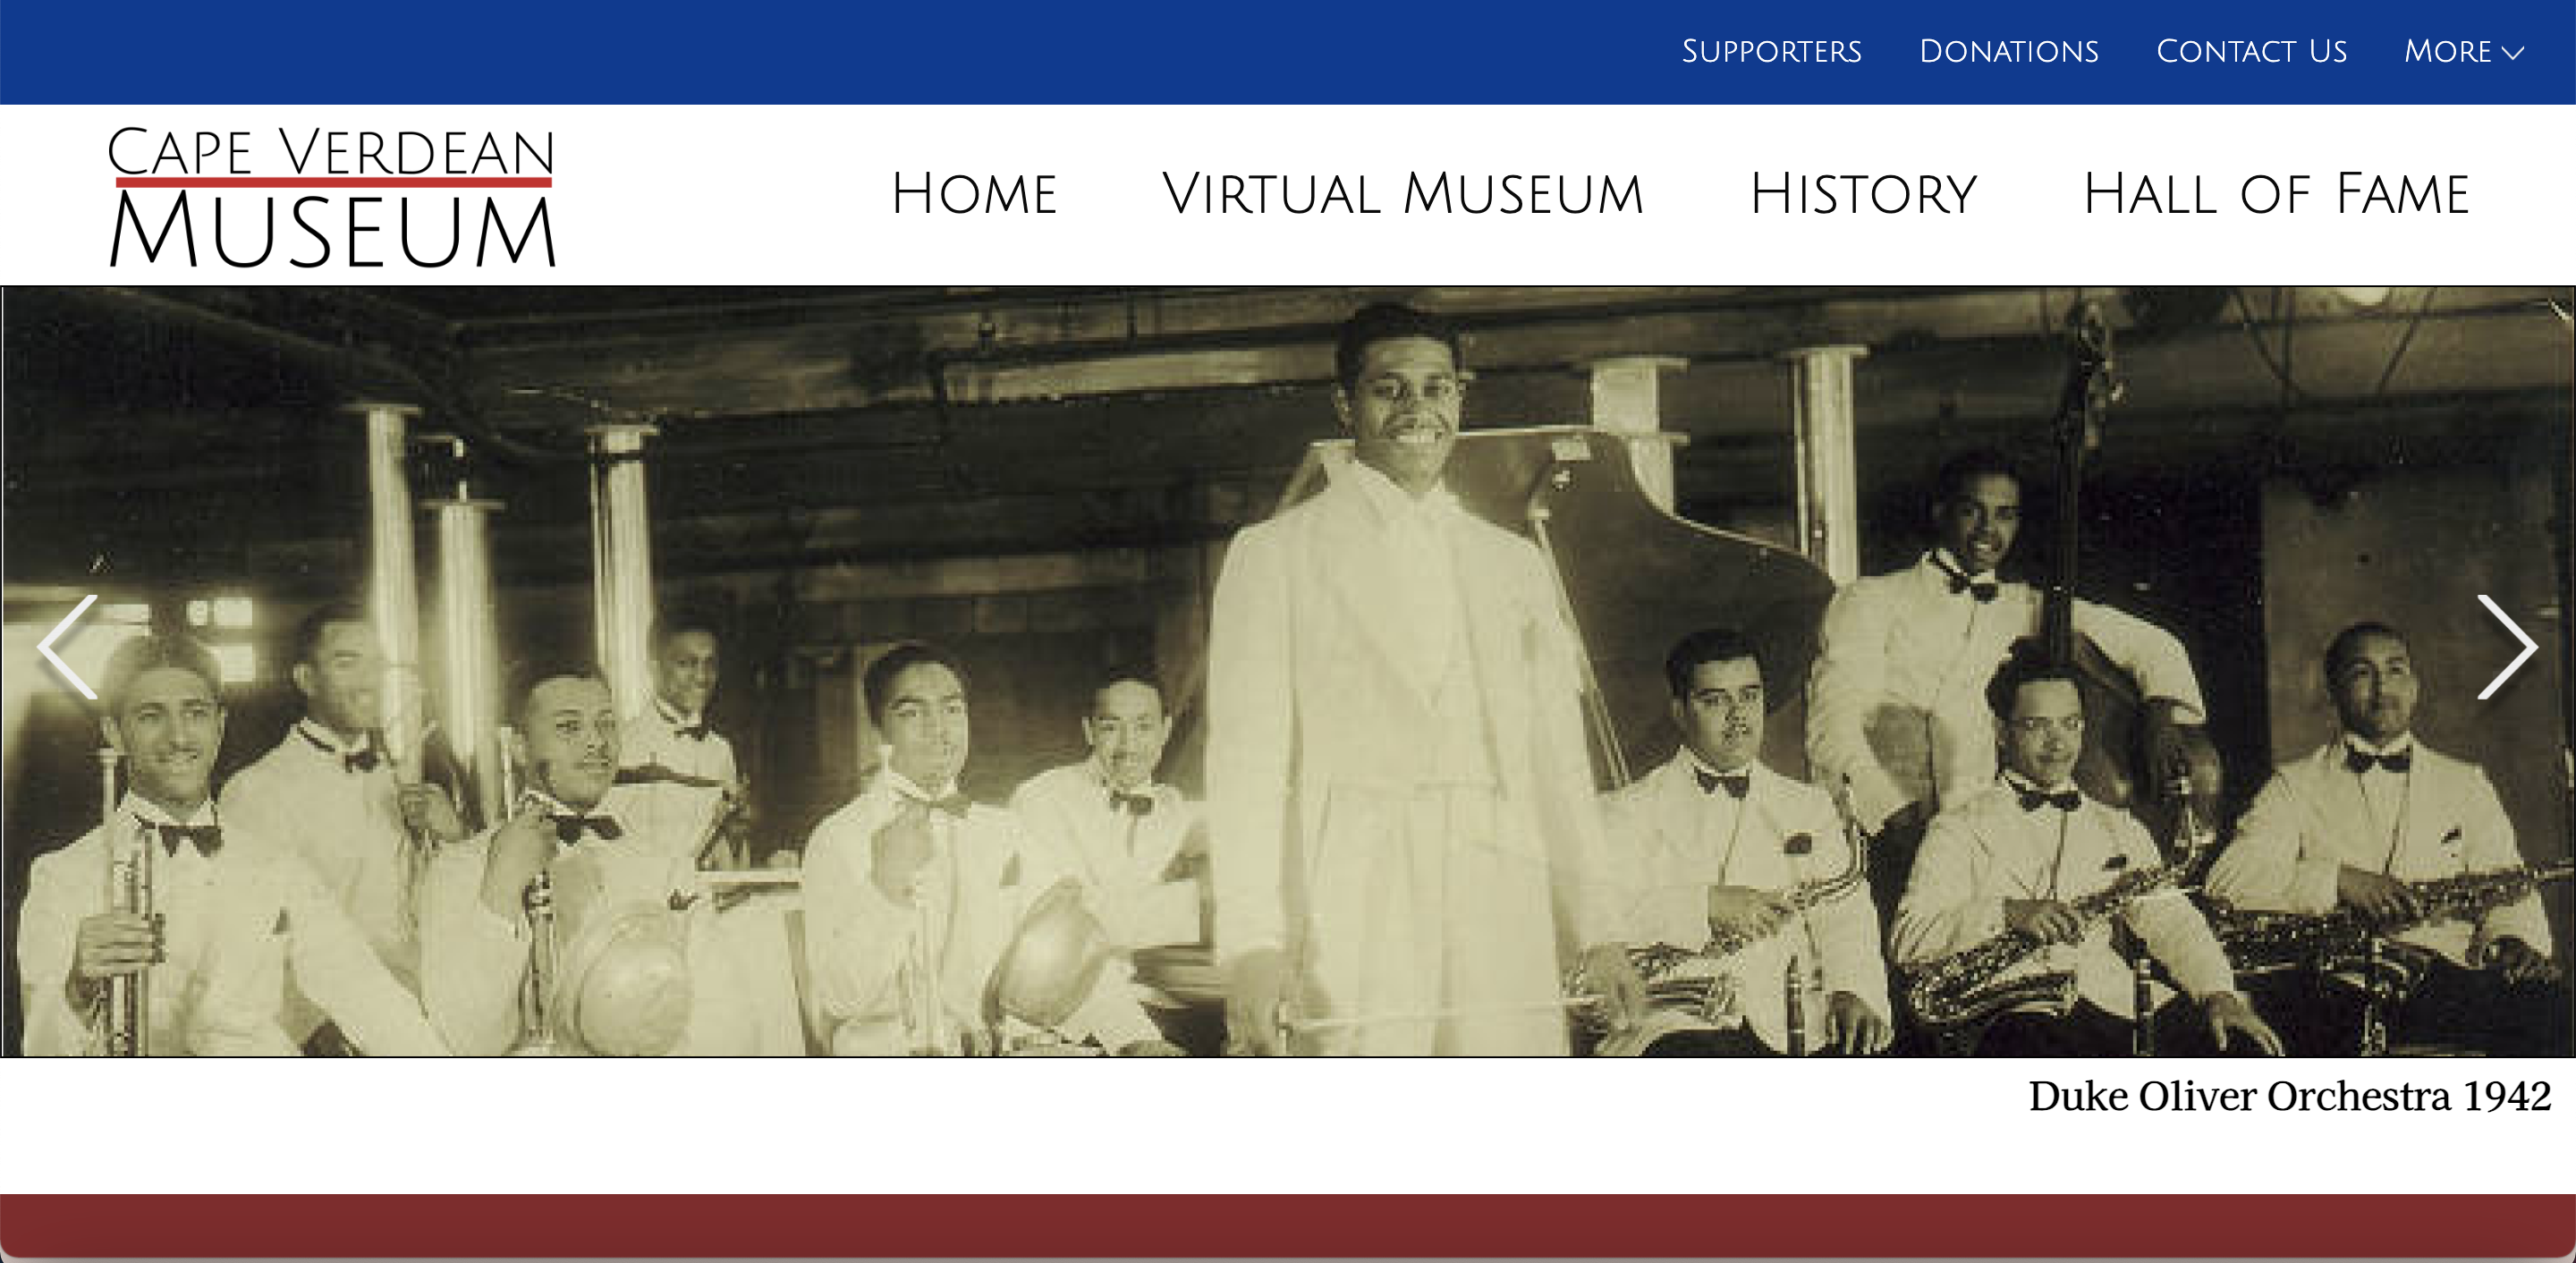 Supporters Donations Contact Us More
Cape Verdean
Museum
Home Virtual Museum History Hall of Fame
Duke Oliver Orchestra 1942